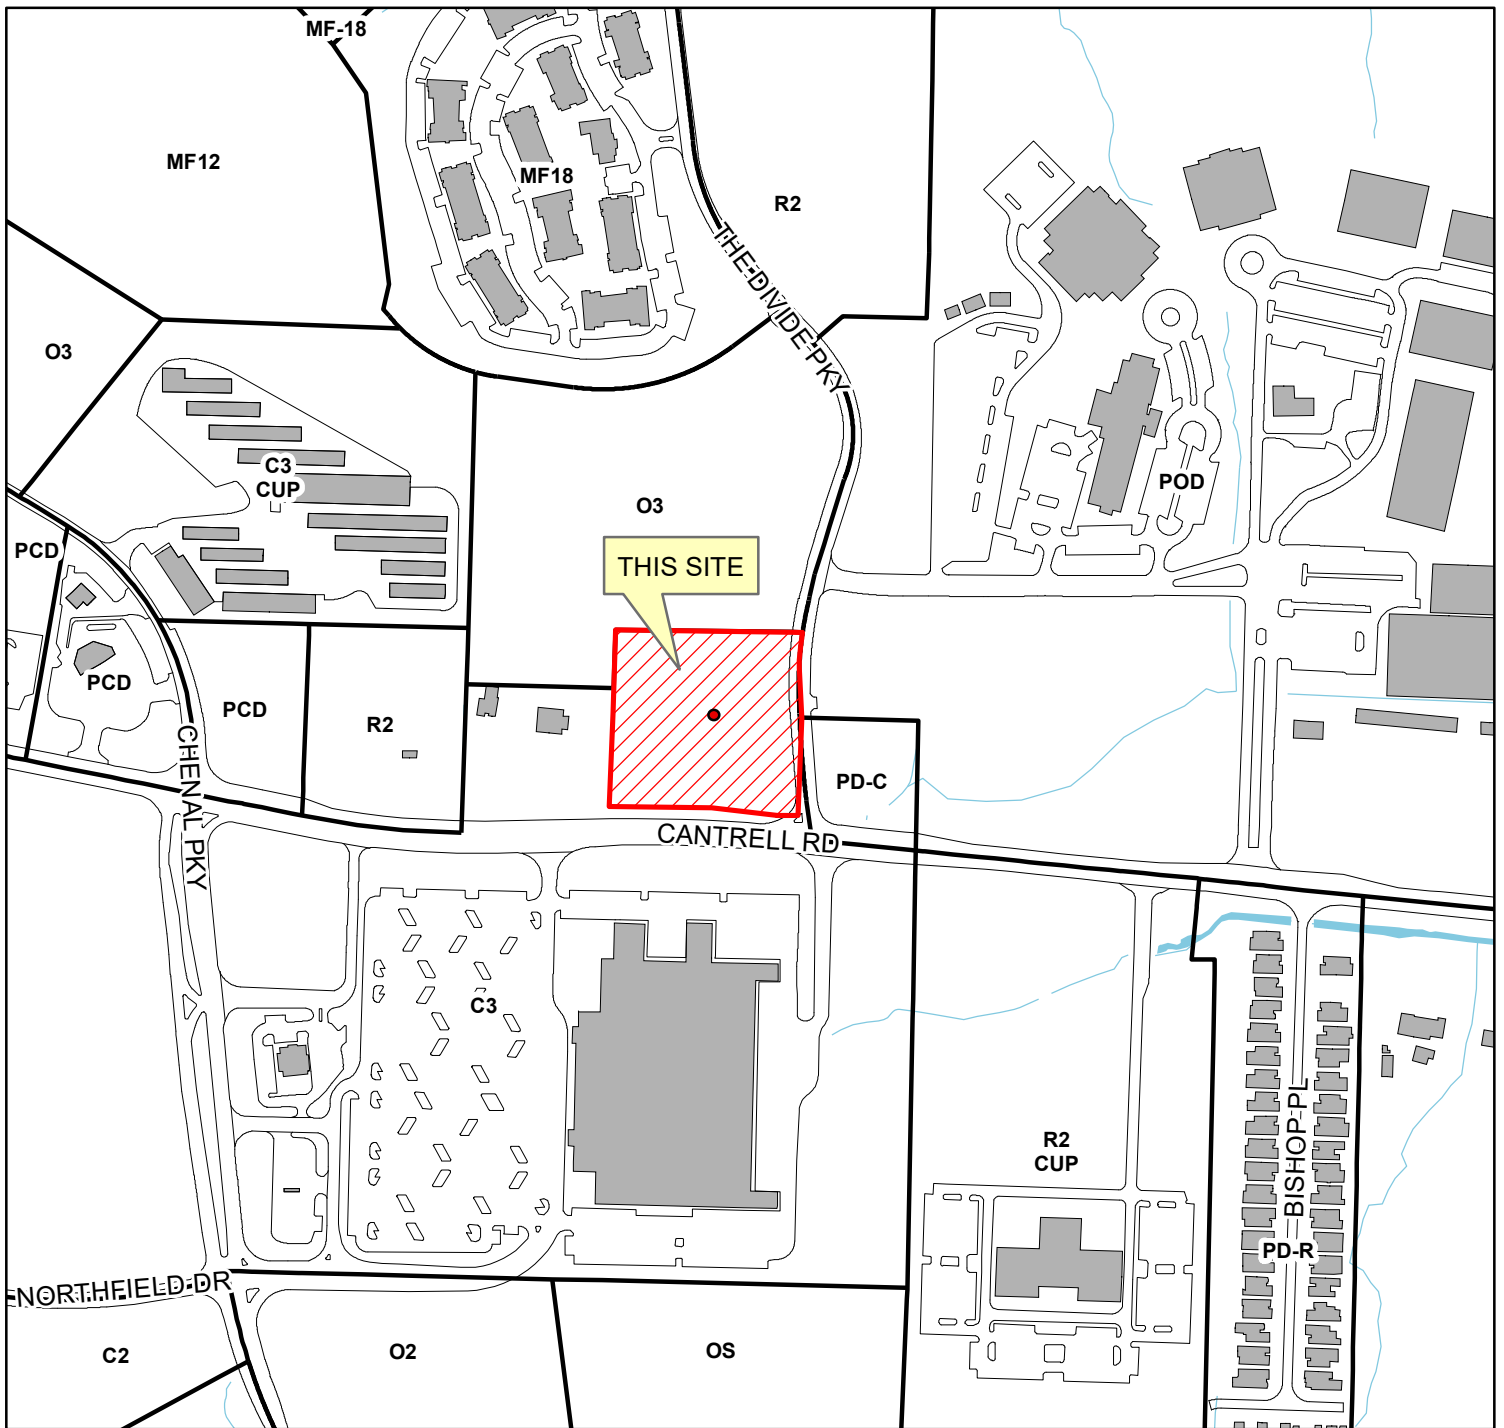 MF-18
MF12
MF18
R2
THE DIVIDE PKY
O3
C3
CUP
O3
POD
PCD
THIS SITE
PCD
PCD
R2
CHENAL PKY
PD-C
CANTRELL RD
C3
R2
CUP
BISHOP PL
PD-R
NORTHFIELD DR
C2
O2
OS